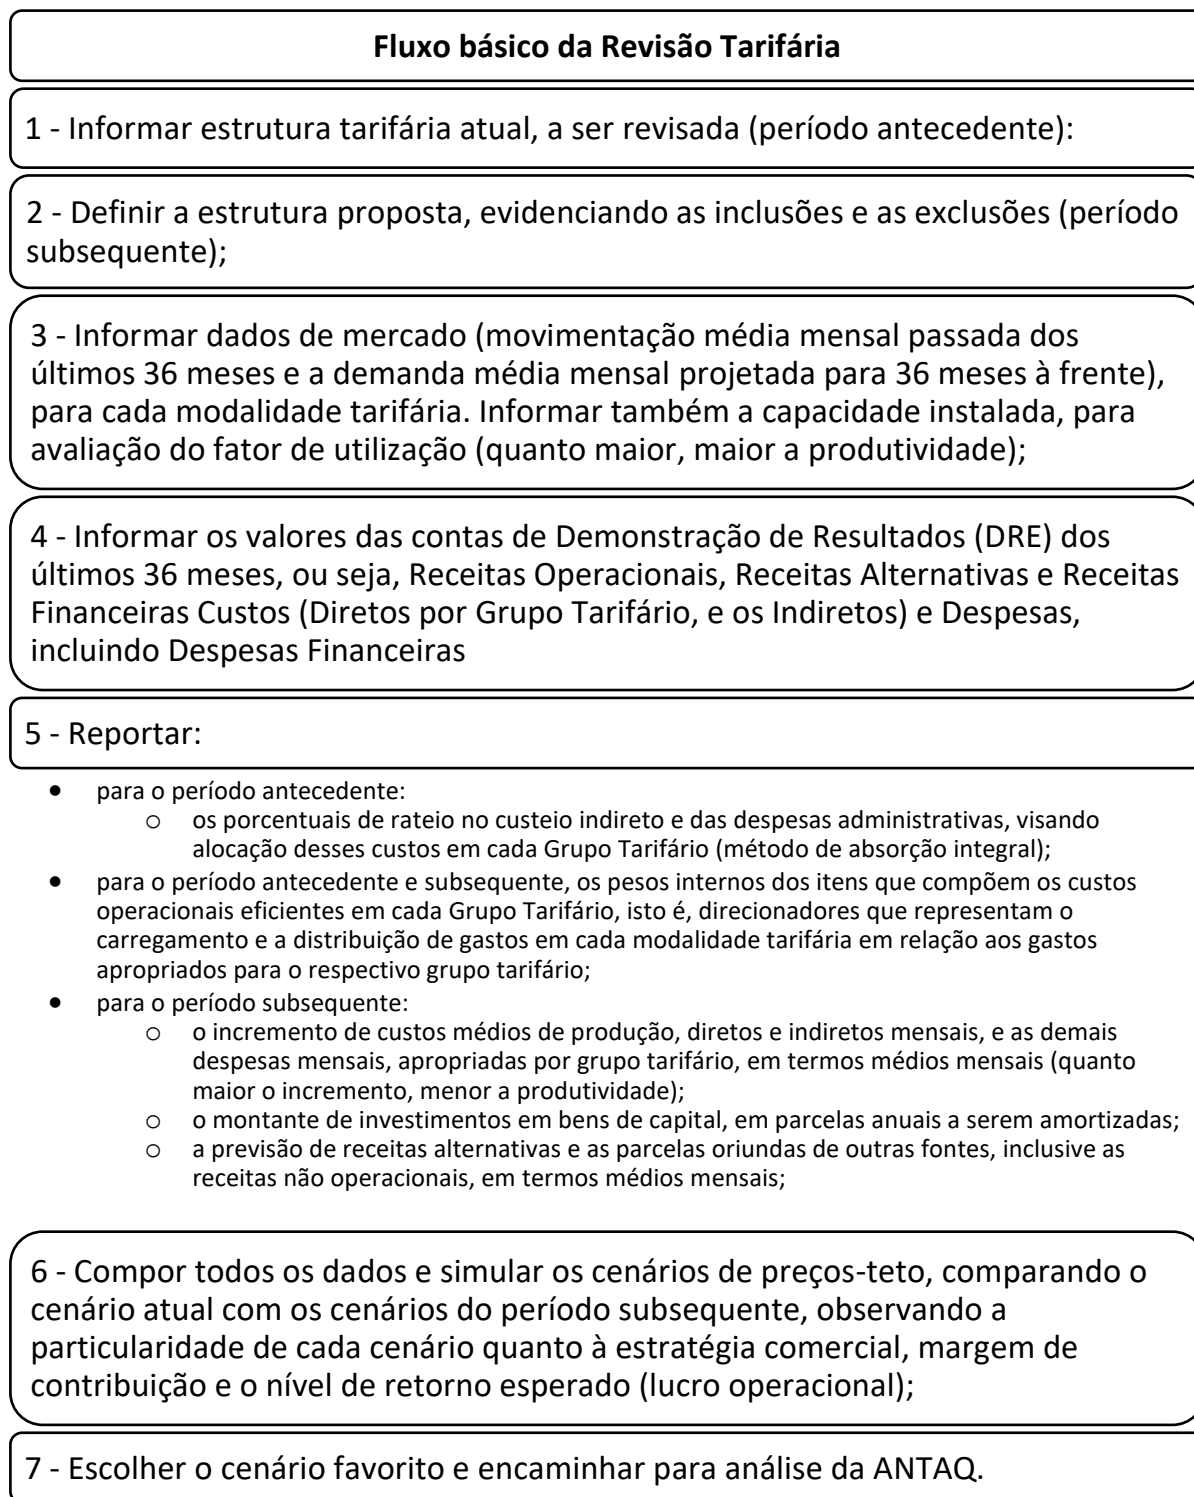 Fluxo básico da Revisão Tarifária
1 - Informar estrutura tarifária atual, a ser revisada (período antecedente):
2 - Definir a estrutura proposta, evidenciando as inclusões e as exclusões (período
subsequente);
3 - Informar dados de mercado (movimentação média mensal passada dos
últimos 36 meses e a demanda média mensal projetada para 36 meses à frente),
para cada modalidade tarifária. Informar também a capacidade instalada, para
avaliação do fator de utilização (quanto maior, maior a produtividade);
4 - Informar os valores das contas de Demonstração de Resultados (DRE) dos
últimos 36 meses, ou seja, Receitas Operacionais, Receitas Alternativas e Receitas
Financeiras Custos (Diretos por Grupo Tarifário, e os Indiretos) e Despesas,
incluindo Despesas Financeiras
5 - Reportar:
• para o período antecedente:
o os porcentuais de rateio no custeio indireto e das despesas administrativas, visando
alocação desses custos em cada Grupo Tarifário (método de absorção integral);
• para o período antecedente e subsequente, os pesos internos dos itens que compõem os custos
operacionais eficientes em cada Grupo Tarifário, isto é, direcionadores que representam o
carregamento e a distribuição de gastos em cada modalidade tarifária em relação aos gastos
apropriados para o respectivo grupo tarifário;
• para o período subsequente:
o o incremento de custos médios de produção, diretos e indiretos mensais, e as demais
despesas mensais, apropriadas por grupo tarifário, em termos médios mensais (quanto
maior o incremento, menor a produtividade);
o o montante de investimentos em bens de capital, em parcelas anuais a serem amortizadas;
o a previsão de receitas alternativas e as parcelas oriundas de outras fontes, inclusive as
receitas não operacionais, em termos médios mensais;
6 - Compor todos os dados e simular os cenários de preços-teto, comparando o
cenário atual com os cenários do período subsequente, observando a
particularidade de cada cenário quanto à estratégia comercial, margem de
contribuição e o nível de retorno esperado (lucro operacional);
7 - Escolher o cenário favorito e encaminhar para análise da ANTAQ.